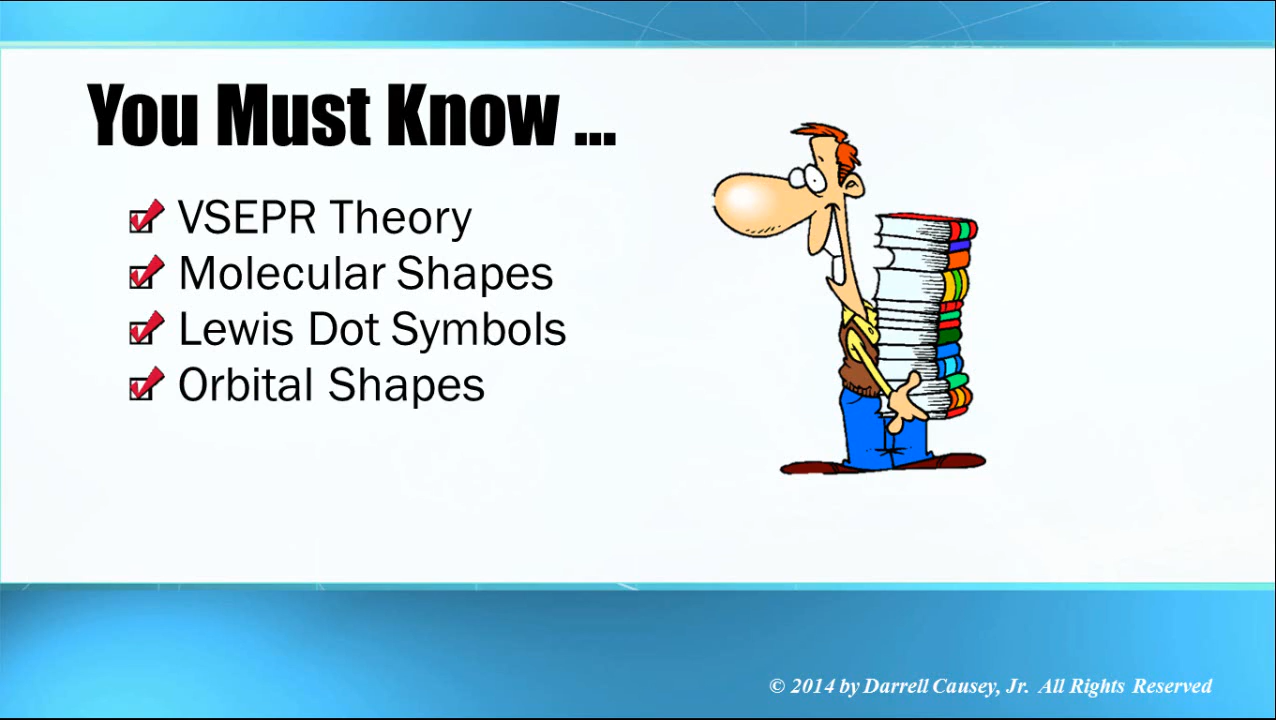 You Must Know ...
VSEPR Theory
Molecular Shapes
Lewis Dot Symbols
Orbital Shapes
© 2014 by Darrell Causey, Jr. All Rights Reserved